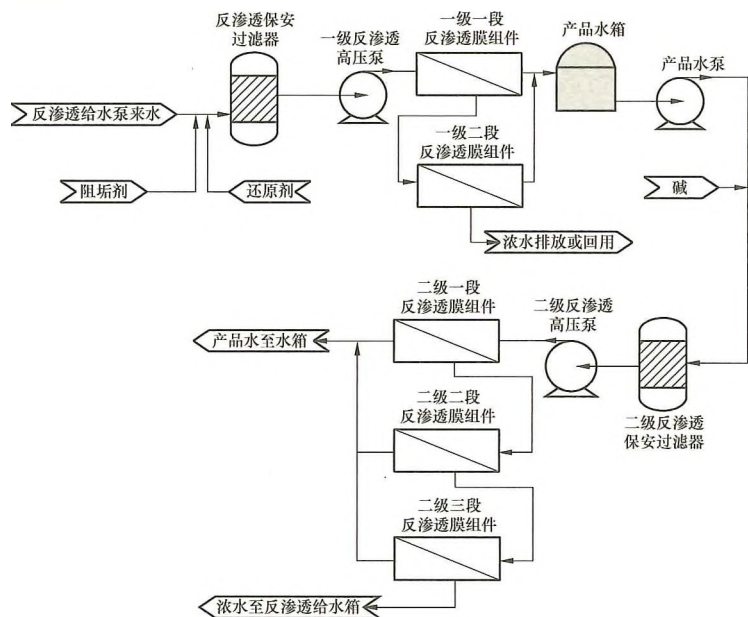 反渗透保安
过滤器
一级反渗透
高压泵
一级一段
反渗透膜组件
产品水箱
产品水泵
反渗透给水泵来水
一级二段
反渗透膜组件
阻垢剂
还原剂
碱
浓水排放或回用
二级一段
反渗透膜组件
二级反渗透
高压泵
产品水至水箱
二级二段
反渗透膜组件
二级反渗透
保安过滤器
二级三段
反渗透膜组件
浓水至反渗透给水箱